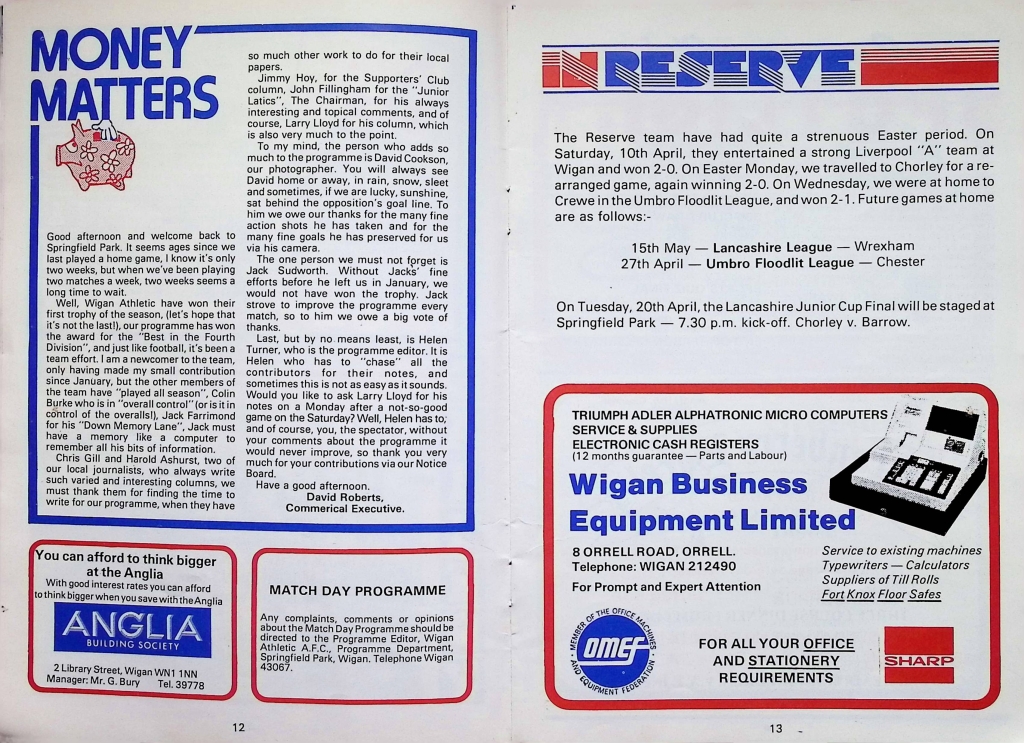 MONEY
MATTERS
Good afternoon and welcome back to
Springfield Park. It seems ages since we
last played a home game, I know it's only
two weeks, but when we've been playing
two matches a week, two weeks seems a
long time to wait.
Well, Wigan Athletic have won their
first trophy of the season, (let's hope that
it's not the last!), our programme has won
the award for the "Best in the Fourth
Division", and just like football, it's been a
team effort. I am a newcomer to the team,
only having made my small contribution
since January, but the other members of
the team have "played all season", Colin
Burke who is in "overall control" (or is it in
control of the overalls!), Jack Farrimond
for his "Down Memory Lane", Jack must
have a memory like a computer to
remember all his bits of information.
Chris Gill and Harold Ashurst, two of
our local journalists, who always write
such varied and interesting columns, we
must thank them for finding the time to
write for our programme, when they have
so much other work to do for their local
papers.
Jimmy Hoy, for the Supporters' Club
column, John Fillingham for the "Junior
Latics", The Chairman, for his always
interesting and topical comments, and of
course, Larry Lloyd for his column, which
is also very much to the point.
To my mind, the person who adds so
much to the programme is David Cookson,
our photographer. You will always see
David home or away, in rain, snow, sleet
and sometimes, if we are lucky, sunshine,
sat behind the opposition's goal line. To
him we owe our thanks for the many fine
action shots he has taken and for the
many fine goals he has preserved for us
via his camera.
The one person we must not forget is
Jack Sudworth. Without Jacks' fine
efforts before he left us in January, we
would not have won the trophy. Jack
strove to improve the programme every
match, so to him we owe a big vote of
thanks.
Last, but by no means least, is Helen
Turner, who is the programme editor. It is
Helen who has to "chase" all the
contributors for their notes, and
sometimes this is not as easy as it sounds.
Would you like to ask Larry Lloyd for his
notes on a Monday after a not-so-good
game on the Saturday? Well, Helen has to;
and of course, you, the spectator, without
your comments about the programme it
would never improve, so thank you very
much for your contributions via our Notice
Board.
Have a good afternoon.
David Roberts,
Commerical Executive.
You can afford to think bigger
at the Anglia
With good interest rates you can afford
to think bigger when you save with the Anglia
ANGLIA
BUILDING SOCIETY
2 Library Street, Wigan WN1 1NN
Manager: Mr. G. Bury Tel. 39778
MATCH DAY PROGRAMME
Any complaints, comments or opinions
about the Match Day Programme should be
directed to the Programme Editor, Wigan
Athletic A.F.C., Programme Department,
Springfield Park, Wigan. Telephone Wigan
43067.
12
IN RESERVE
The Reserve team have had quite a strenuous Easter period. On
Saturday, 10th April, they entertained a strong Liverpool "A" team at
Wigan and won 2-0. On Easter Monday, we travelled to Chorley for a re-
arranged game, again winning 2-0. On Wednesday, we were at home to
Crewe in the Umbro Floodlit League, and won 2-1. Future games at home
are as follows:-
15th May — Lancashire League — Wrexham
27th April — Umbro Floodlit League — Chester
On Tuesday, 20th April, the Lancashire Junior Cup Final will be staged at
Springfield Park — 7.30 p.m. kick-off. Chorley v. Barrow.
TRIUMPH ADLER ALPHATRONIC MICRO COMPUTERS
SERVICE & SUPPLIES
ELECTRONIC CASH REGISTERS
(12 months guarantee — Parts and Labour)
Wigan Business
Equipment Limited
8 ORRELL ROAD, ORRELL.
Telephone: WIGAN 212490
For Prompt and Expert Attention
Service to existing machines
Typewriters — Calculators
Suppliers of Till Rolls
Fort Knox Floor Safes
MEMBER OF THE OFFICE MACHINES
omef
AND EQUIPMENT FEDERATION
FOR ALL YOUR OFFICE
AND STATIONERY
REQUIREMENTS
SHARP
13